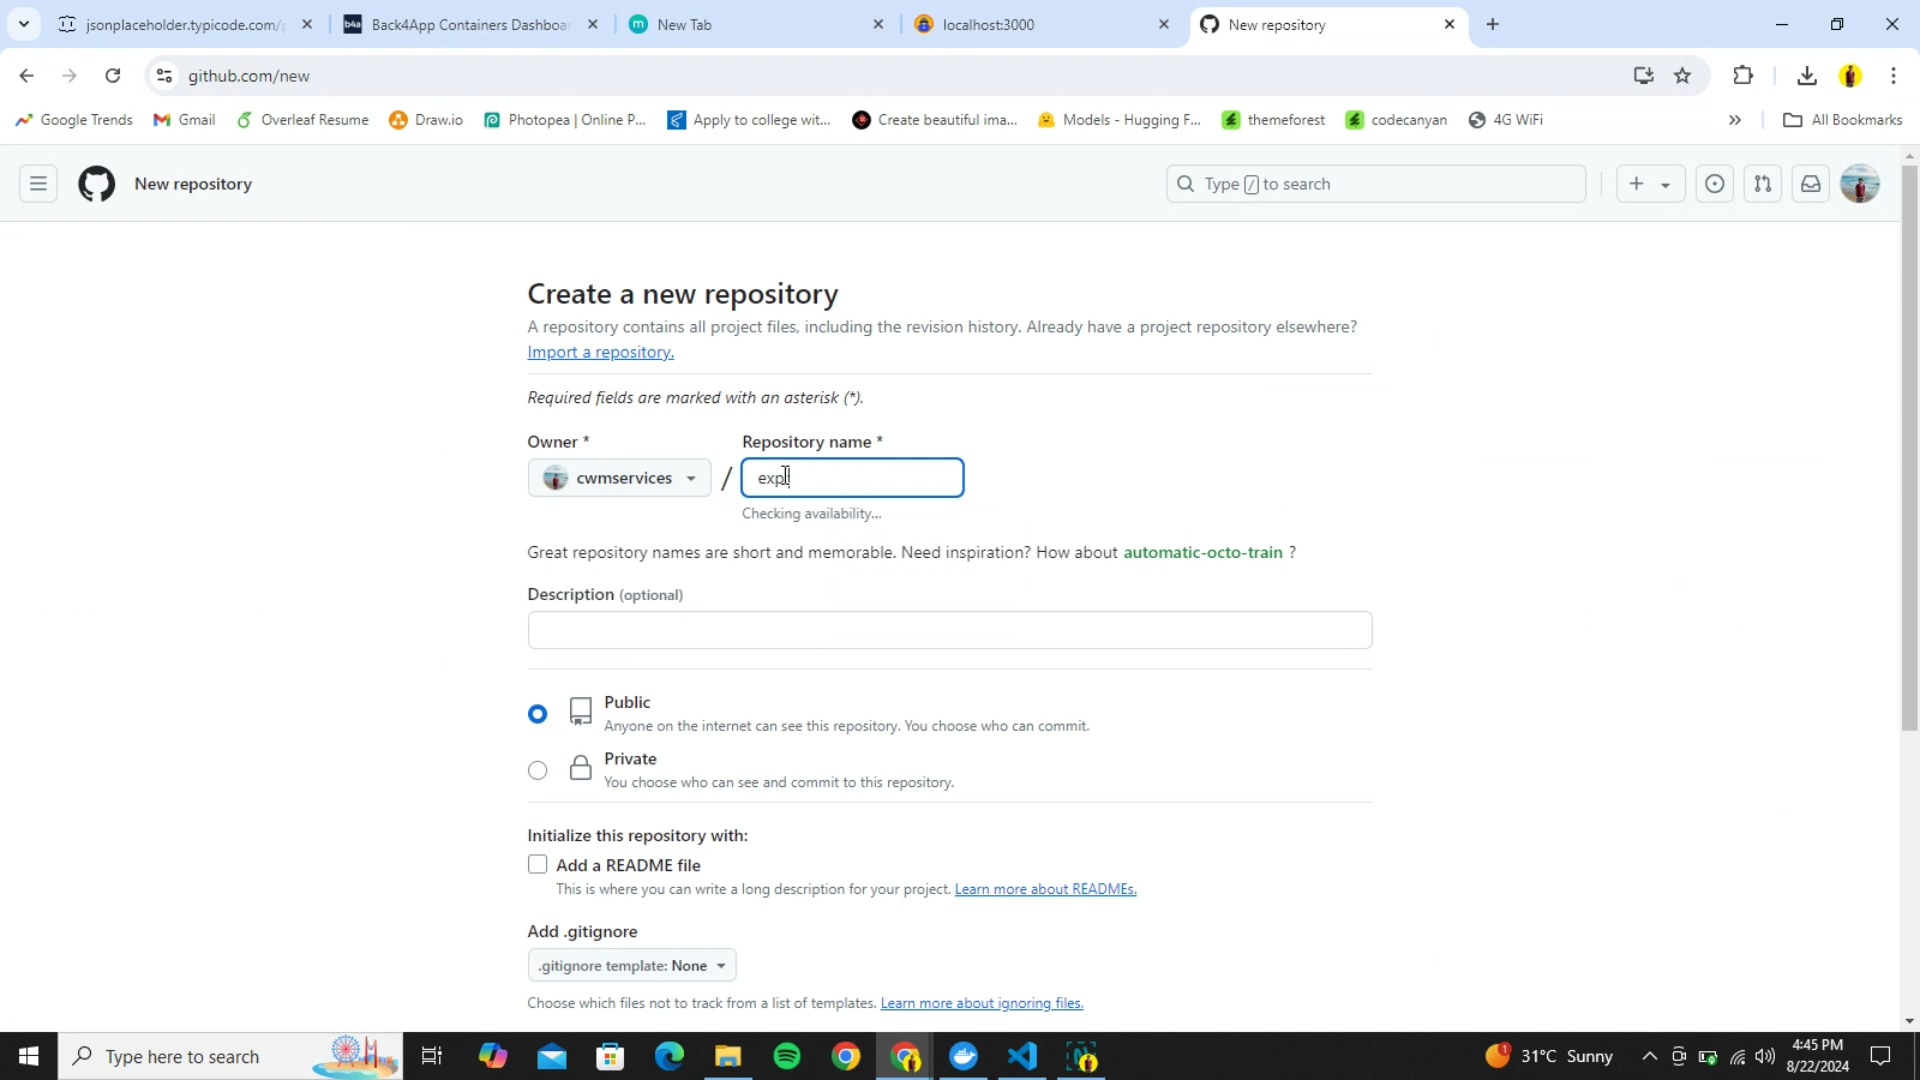 jsonplaceholder.typicode.com/p
Back4App Containers Dashboar
New Tab
localhost:3000
New repository
github.com/new
Google Trends
Gmail
Overleaf Resume
Draw.io
Photopea | Online P...
Apply to college wit...
Create beautiful ima...
Models - Hugging F...
themeforest
codecanyan
4G WiFi
»
All Bookmarks
New repository
Type / to search
Create a new repository
A repository contains all project files, including the revision history. Already have a project repository elsewhere?
Import a repository.
Required fields are marked with an asterisk (*).
Owner *
Repository name *
cwmservices
/
Checking availability...
Great repository names are short and memorable. Need inspiration? How about automatic-octo-train ?
Description (optional)
Public
Anyone on the internet can see this repository. You choose who can commit.
Private
You choose who can see and commit to this repository.
Initialize this repository with:
Add a README file
This is where you can write a long description for your project. Learn more about READMEs.
Add .gitignore
.gitignore template: None
Choose which files not to track from a list of templates. Learn more about ignoring files.
Type here to search
31°C Sunny
4:45 PM
8/22/2024